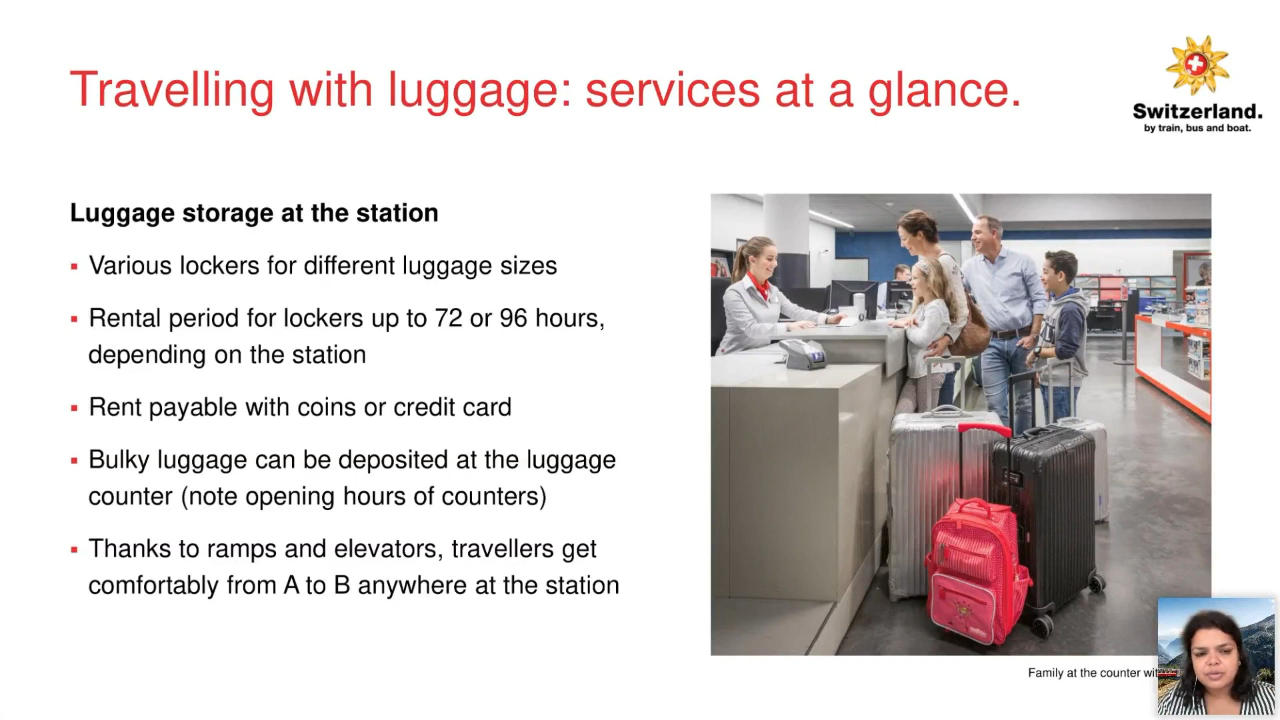 Travelling with luggage: services at a glance.
Switzerland.
by train, bus and boat.
Luggage storage at the station
▪ Various lockers for different luggage sizes
▪ Rental period for lockers up to 72 or 96 hours,
depending on the station
▪ Rent payable with coins or credit card
▪ Bulky luggage can be deposited at the luggage
counter (note opening hours of counters)
▪ Thanks to ramps and elevators, travellers get
comfortably from A to B anywhere at the station
Family at the counter